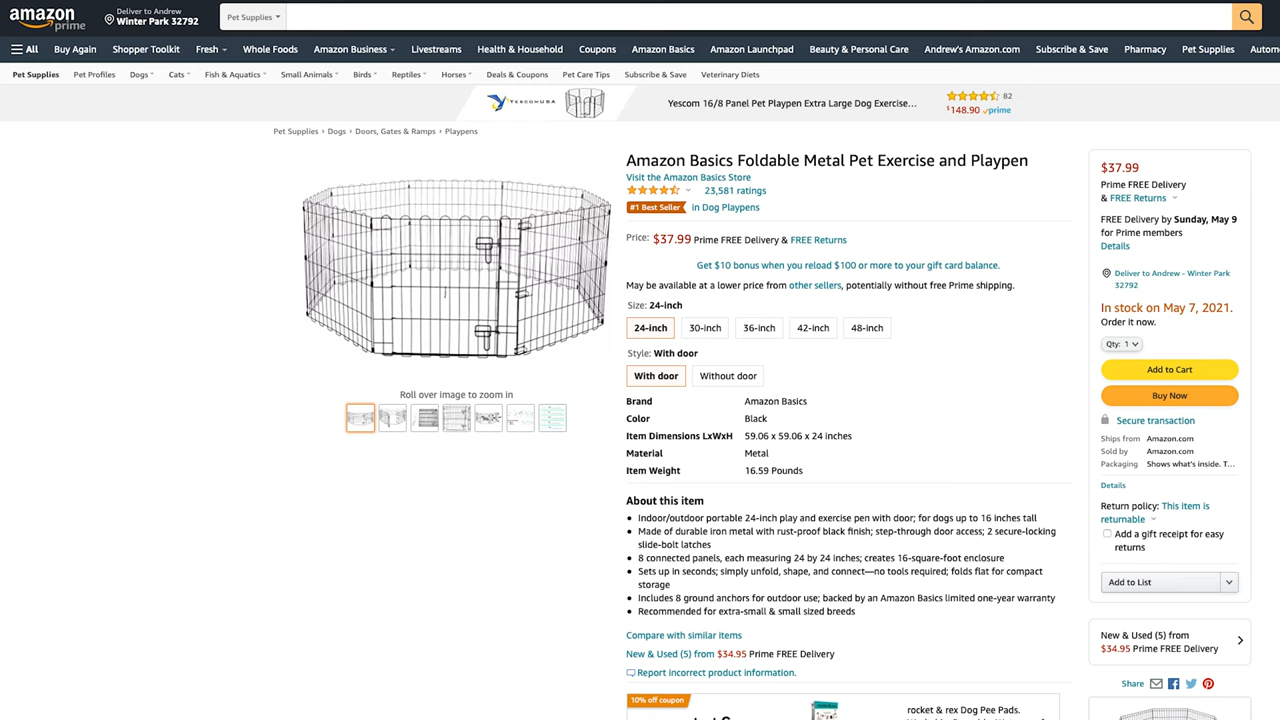 amazon prime
Deliver to Andrew
Winter Park 32792
Pet Supplies
All Buy Again Shopper Toolkit Fresh Whole Foods Amazon Business Livestreams Health & Household Coupons Amazon Basics Amazon Launchpad Beauty & Personal Care Andrew's Amazon.com Subscribe & Save Pharmacy Pet Supplies Autom
Pet Supplies Pet Profiles Dogs Cats Fish & Aquatics Small Animals Birds Reptiles Horses Deals & Coupons Pet Care Tips Subscribe & Save Veterinary Diets
YESCOMUSA
Yescom 16/8 Panel Pet Playpen Extra Large Dog Exercise…
82
$148.90 prime
Pet Supplies › Dogs › Doors, Gates & Ramps › Playpens
Roll over image to zoom in
Amazon Basics Foldable Metal Pet Exercise and Playpen
Visit the Amazon Basics Store
23,581 ratings
#1 Best Seller in Dog Playpens
Price: $37.99 Prime FREE Delivery & FREE Returns
Get $10 bonus when you reload $100 or more to your gift card balance.
May be available at a lower price from other sellers, potentially without free Prime shipping.
Size: 24-inch
24-inch 30-inch 36-inch 42-inch 48-inch
Style: With door
With door Without door
Brand Amazon Basics
Color Black
Item Dimensions LxWxH 59.06 x 59.06 x 24 inches
Material Metal
Item Weight 16.59 Pounds
About this item
• Indoor/outdoor portable 24-inch play and exercise pen with door; for dogs up to 16 inches tall
• Made of durable iron metal with rust-proof black finish; step-through door access; 2 secure-locking
slide-bolt latches
• 8 connected panels, each measuring 24 by 24 inches; creates 16-square-foot enclosure
• Sets up in seconds; simply unfold, shape, and connect—no tools required; folds flat for compact
storage
• Includes 8 ground anchors for outdoor use; backed by an Amazon Basics limited one-year warranty
• Recommended for extra-small & small sized breeds
Compare with similar items
New & Used (5) from $34.95 Prime FREE Delivery
Report incorrect product information.
10% off coupon
rocket & rex Dog Pee Pads.
$37.99
Prime FREE Delivery
& FREE Returns
FREE Delivery by Sunday, May 9
for Prime members
Details
Deliver to Andrew - Winter Park
32792
In stock on May 7, 2021.
Order it now.
Qty: 1
Add to Cart
Buy Now
Secure transaction
Ships from Amazon.com
Sold by Amazon.com
Packaging Shows what's inside. T…
Details
Return policy: This item is
returnable
Add a gift receipt for easy
returns
Add to List
New & Used (5) from
$34.95 Prime FREE Delivery
Share